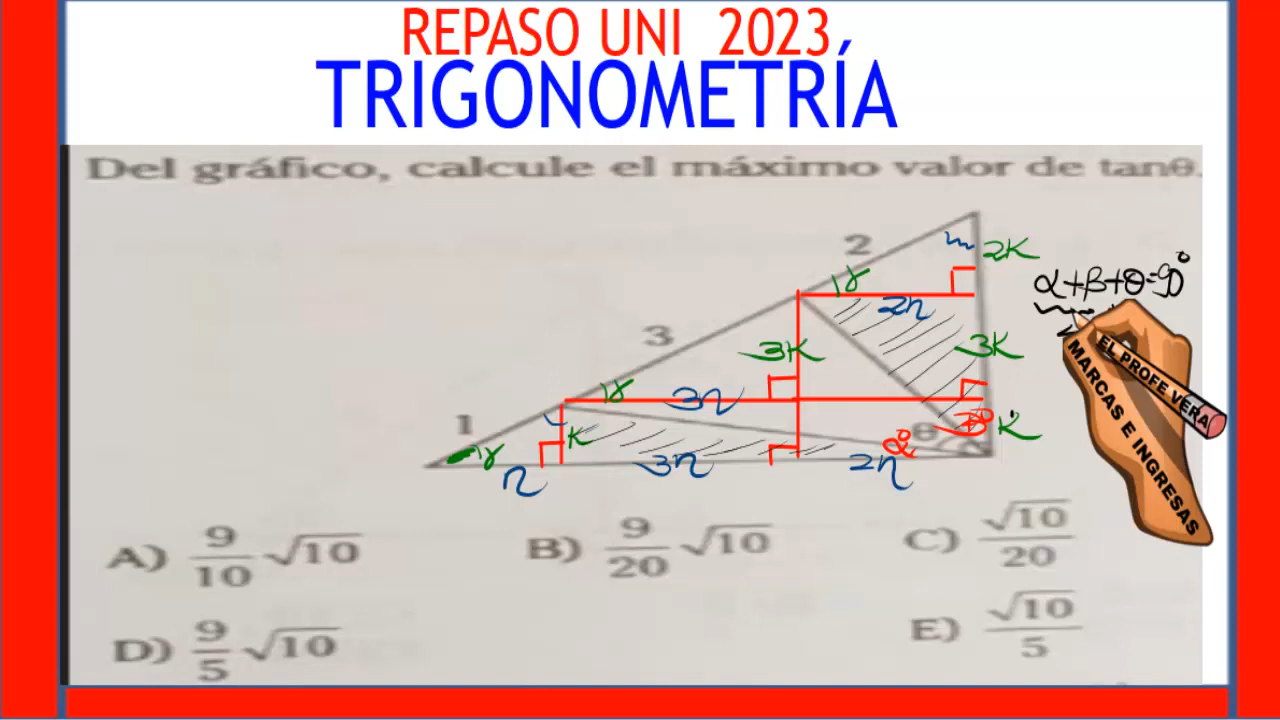 REPASO UNI 2023
TRIGONOMETRÍA
Del gráfico, calcule el máximo valor de tanθ.
2
2K
γ
α+β+θ=90°
2n
3
3K
3K
γ
3n
1
K
θ
β°
K
γ
α°
n
3n
2n
EL PROFE VERA
MARCAS E INGRESAS
A) 9/10 √10
B) 9/20 √10
C) √10/20
D) 9/5 √10
E) √10/5